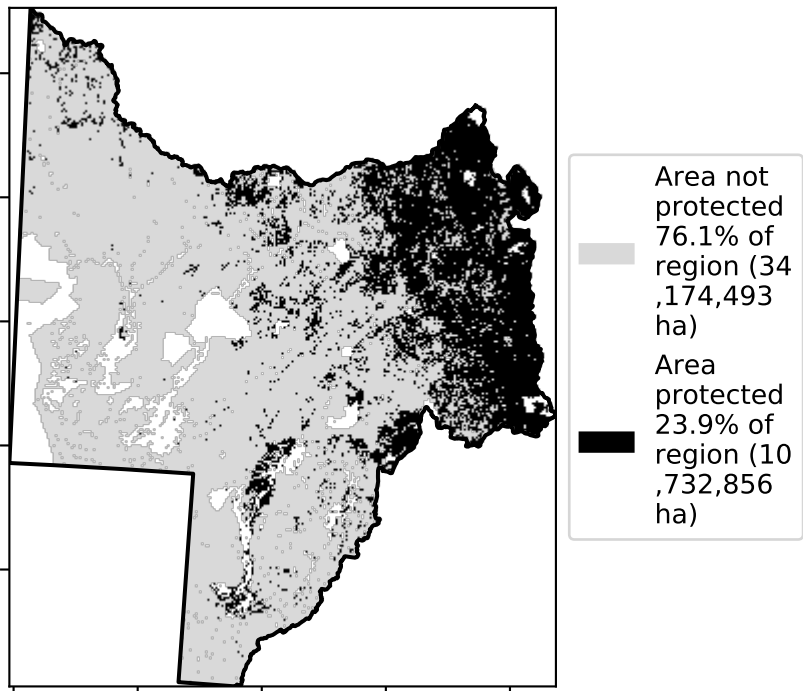 Area not
protected
76.1% of
region (34
,174,493
ha)
Area
protected
23.9% of
region (10
,732,856
ha)